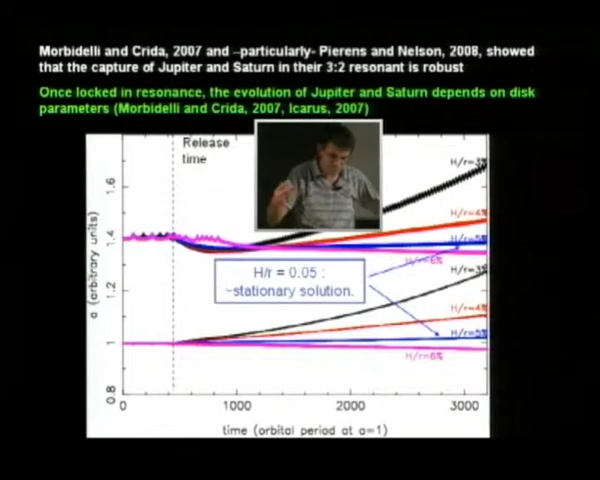 Morbidelli and Crida, 2007 and –particularly- Pierens and Nelson, 2008, showed
that the capture of Jupiter and Saturn in their 3:2 resonant is robust
Once locked in resonance, the evolution of Jupiter and Saturn depends on disk
parameters (Morbidelli and Crida, 2007, Icarus, 2007)
Release
time
H/r=3%
H/r=4%
H/r=5%
H/r=6%
H/r=3%
H/r = 0.05 :
~stationary solution.
H/r=4%
H/r=5%
H/r=6%
a (arbitrary units)
1.6
1.4
1.2
1
0.8
0
1000
2000
3000
time (orbital period at a=1)